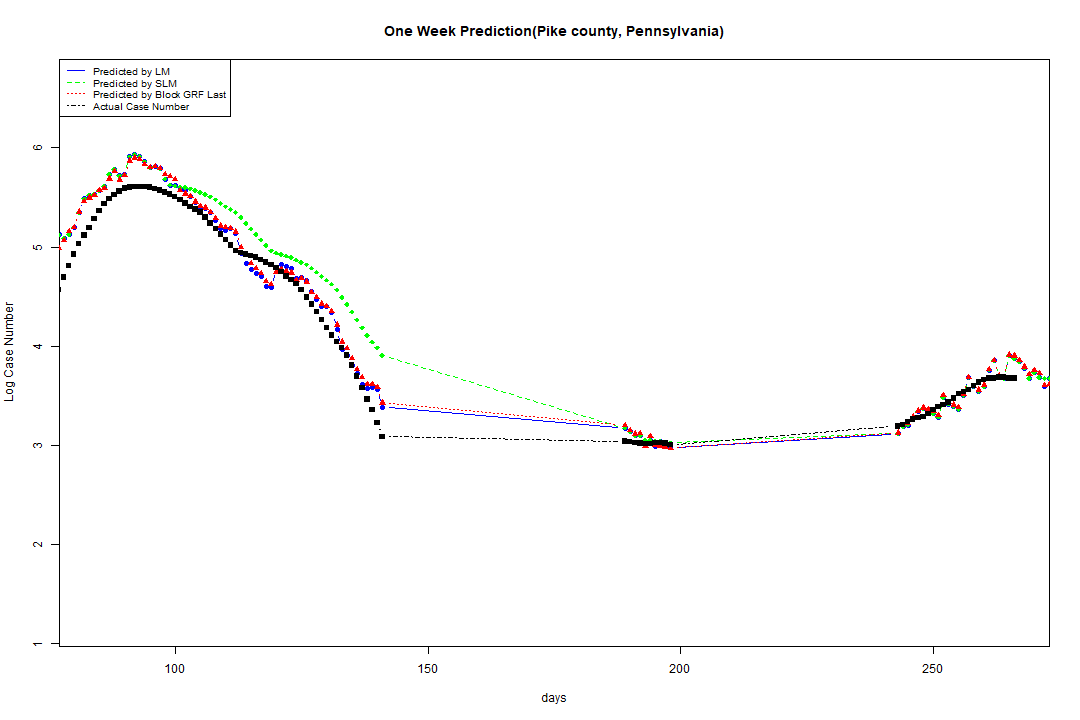 One Week Prediction(Pike county, Pennsylvania)
Predicted by LM
Predicted by SLM
Predicted by Block GRF Last
Actual Case Number
6
5
4
3
2
1
Log Case Number
100 150 200 250
days